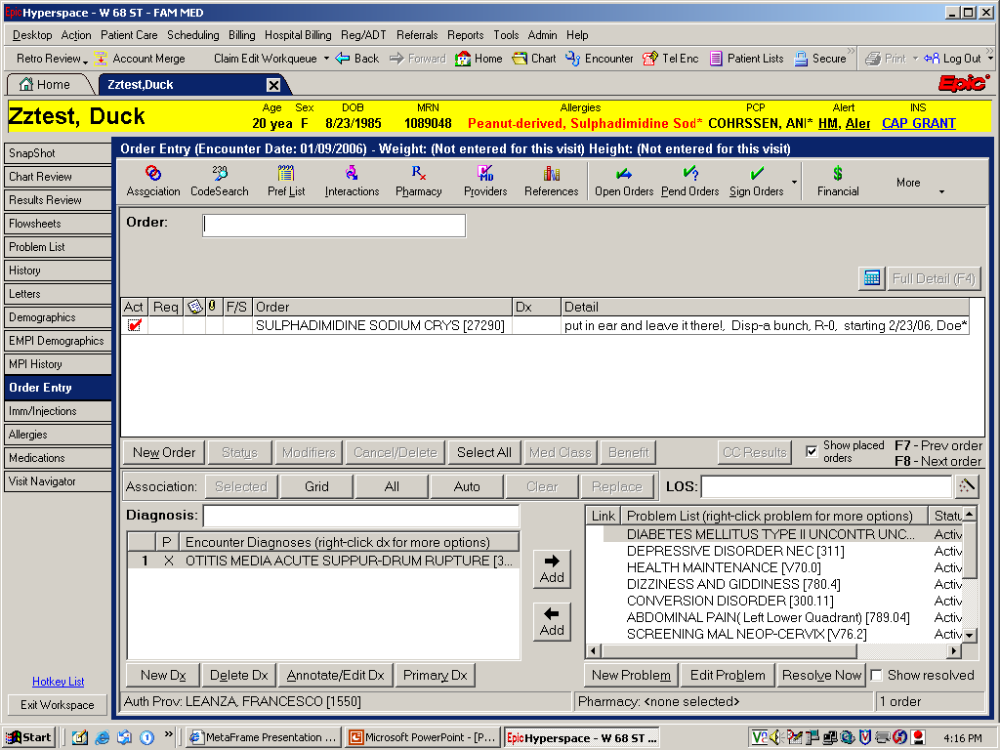 Epic Hyperspace - W 68 ST - FAM MED
Desktop Action Patient Care Scheduling Billing Hospital Billing Reg/ADT Referrals Reports Tools Admin Help
Retro Review Account Merge Claim Edit Workqueue Back Forward Home Chart Encounter Tel Enc Patient Lists Secure » Print Log Out »
Home Zztest,Duck Epic
Age Sex DOB MRN Allergies PCP Alert INS
Zztest, Duck 20 yea F 8/23/1985 1089048 Peanut-derived, Sulphadimidine Sod* COHRSSEN, ANI* HM, Aler CAP GRANT
SnapShot
Chart Review
Results Review
Flowsheets
Problem List
History
Letters
Demographics
EMPI Demographics
MPI History
Order Entry
Imm/Injections
Allergies
Medications
Visit Navigator
Hotkey List
Exit Workspace
Order Entry (Encounter Date: 01/09/2006) - Weight: (Not entered for this visit) Height: (Not entered for this visit)
Association CodeSearch Pref List Interactions Pharmacy Providers References Open Orders Pend Orders Sign Orders Financial More
Order:
Full Detail (F4)
Act Req F/S Order Dx Detail
SULPHADIMIDINE SODIUM CRYS [27290] put in ear and leave it there!, Disp-a bunch, R-0, starting 2/23/06, Doe*
New Order Status Modifiers Cancel/Delete Select All Med Class Benefit CC Results Show placed orders F7 - Prev order
F8 - Next order
Association: Selected Grid All Auto Clear Replace LOS:
Diagnosis:
P Encounter Diagnoses (right-click dx for more options)
1 X OTITIS MEDIA ACUTE SUPPUR-DRUM RUPTURE [3...
Add
Add
Link Problem List (right-click problem for more options) Statu
DIABETES MELLITUS TYPE II UNCONTR UNC... Activ
DEPRESSIVE DISORDER NEC [311] Activ
HEALTH MAINTENANCE [V70.0] Activ
DIZZINESS AND GIDDINESS [780.4] Activ
CONVERSION DISORDER [300.11] Activ
ABDOMINAL PAIN( Left Lower Quadrant) [789.04] Activ
SCREENING MAL NEOP-CERVIX [V76.2] Activ
New Dx Delete Dx Annotate/Edit Dx Primary Dx New Problem Edit Problem Resolve Now Show resolved
Auth Prov: LEANZA, FRANCESCO [1550] Pharmacy: <none selected> 1 order
Start » MetaFrame Presentation ... Microsoft PowerPoint - [P... Epic Hyperspace - W 68 ST ... 4:16 PM